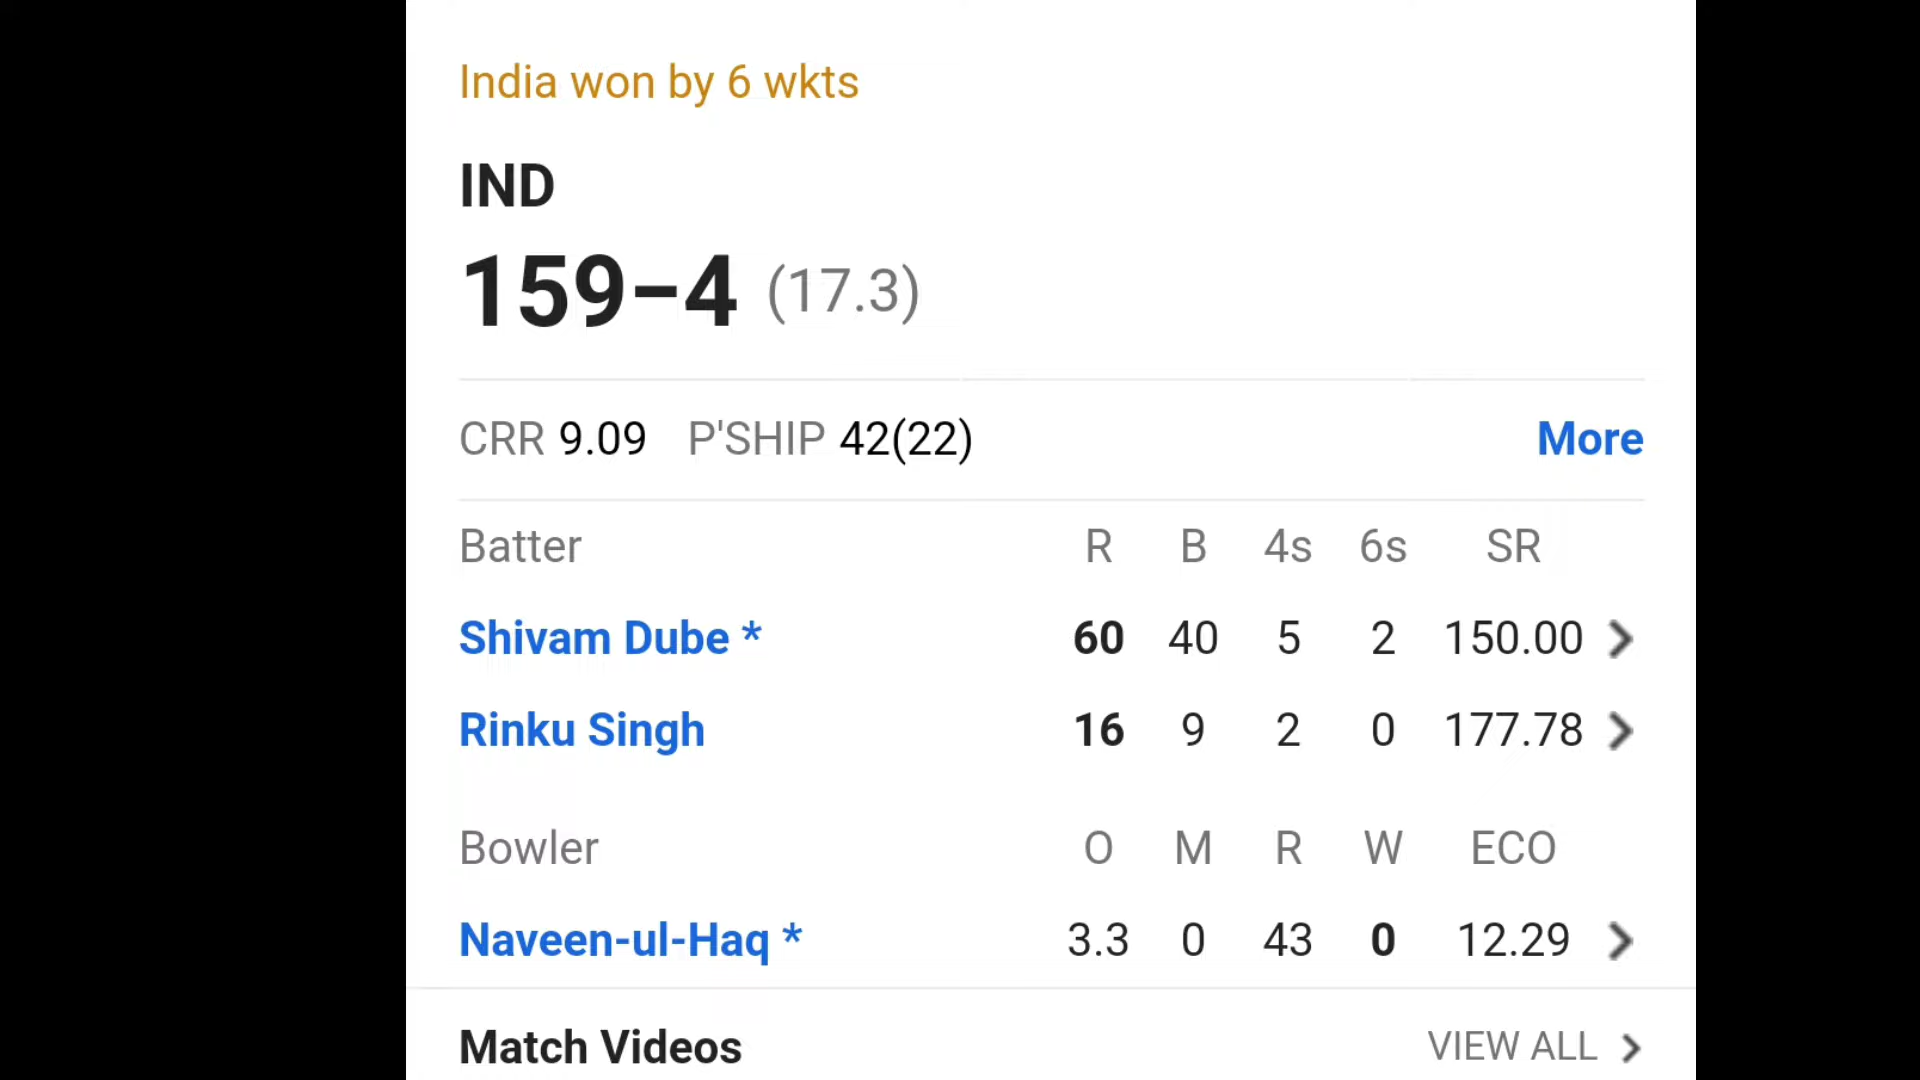 India won by 6 wkts
IND
159-4 (17.3)
CRR 9.09 P'SHIP 42(22) More
Batter R B 4s 6s SR
Shivam Dube * 60 40 5 2 150.00
Rinku Singh 16 9 2 0 177.78
Bowler O M R W ECO
Naveen-ul-Haq * 3.3 0 43 0 12.29
Match Videos VIEW ALL